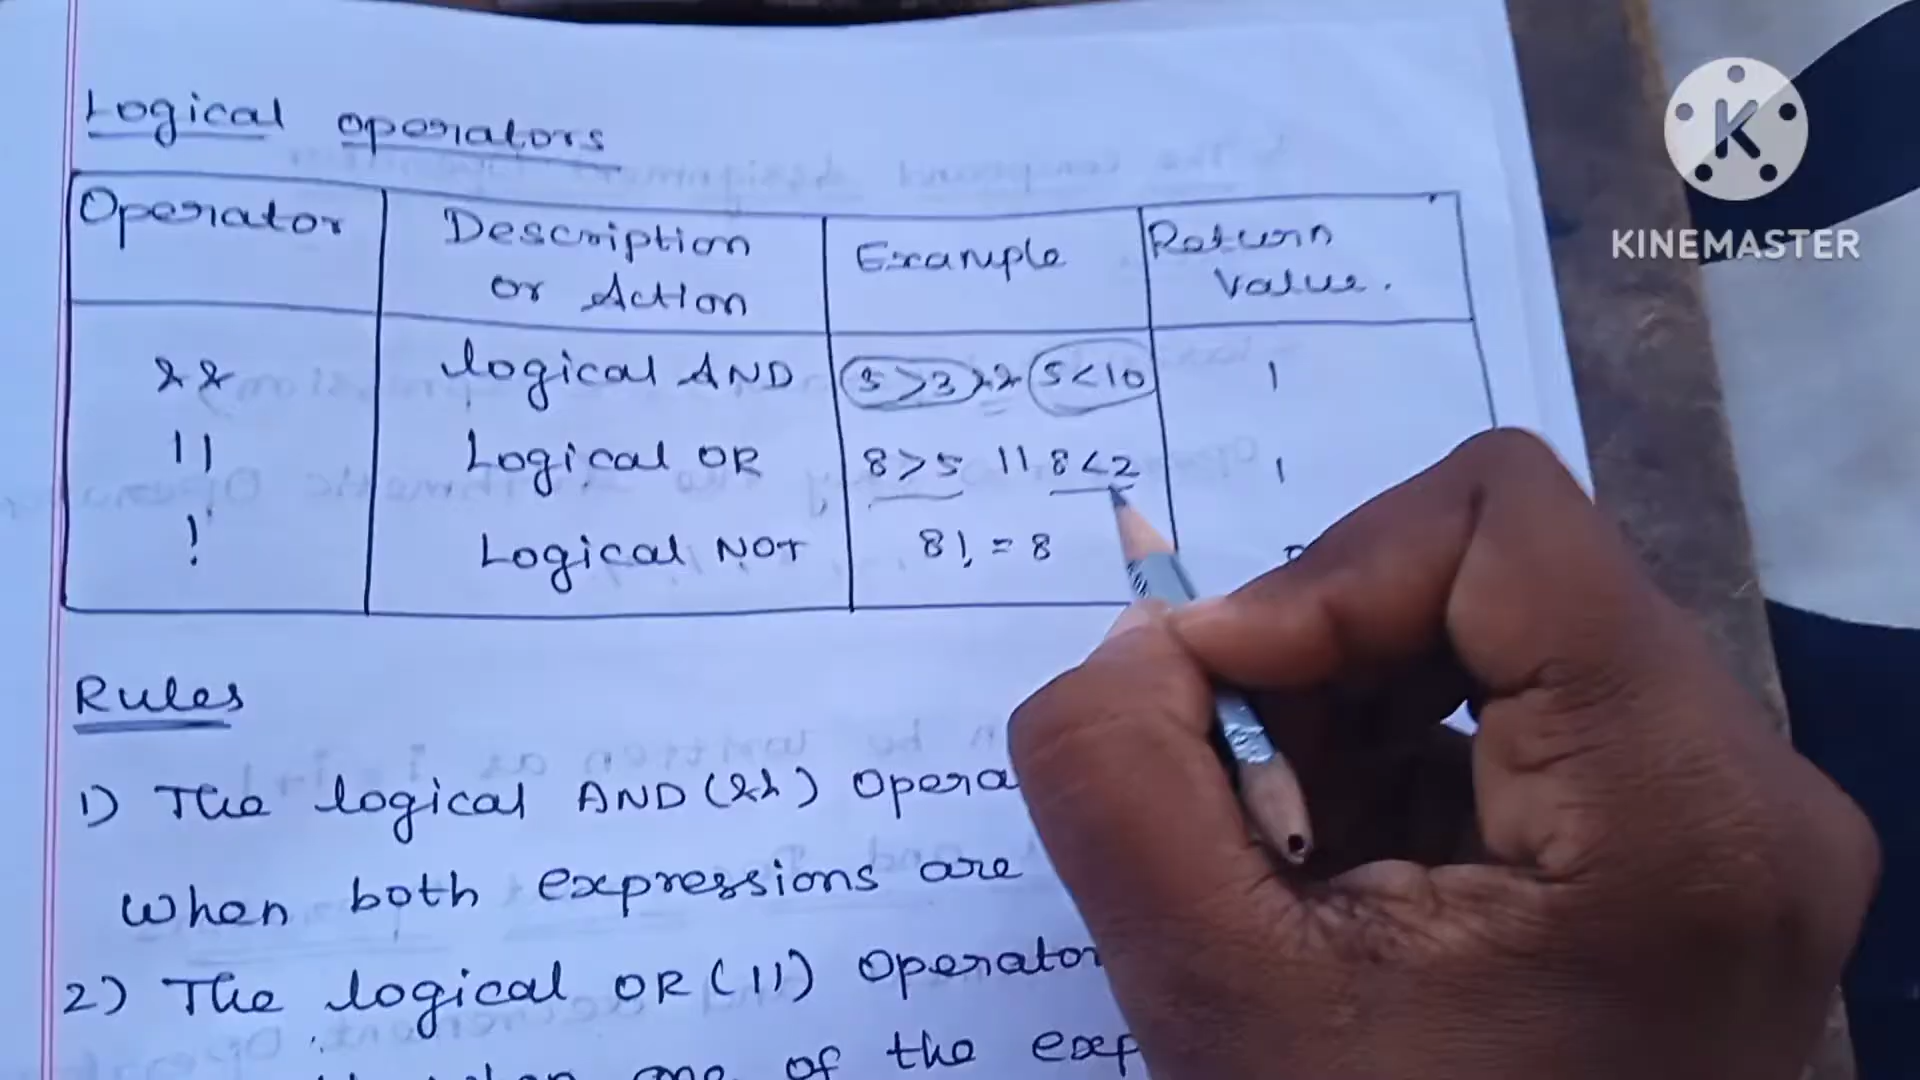 Logical operators
Operator Description or Action Example Return Value.
&& Logical AND 5>3 && 5<10 1
|| Logical OR 8>5 || 8<2 1
! Logical NOT 8! = 8
Rules
1) The logical AND(&&) Opera
when both expressions are
2) The logical OR(||) Operator
of the exp
KINEMASTER